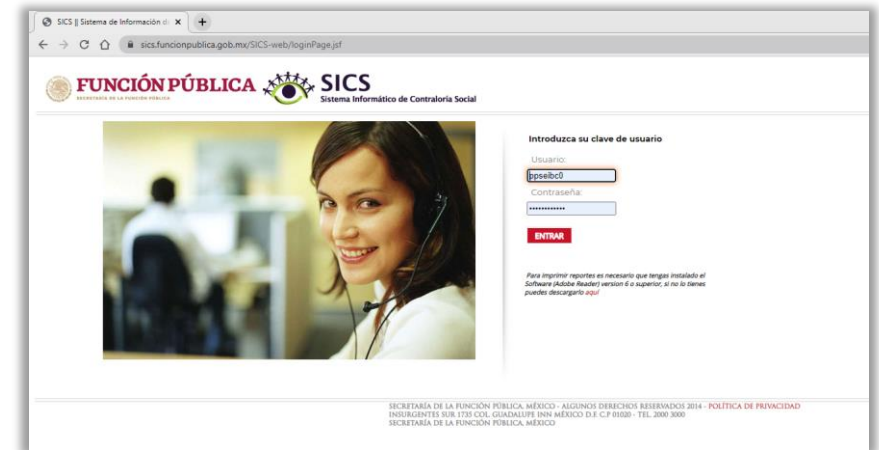 SICS || Sistema de Información d
sics.funcionpublica.gob.mx/SICS-web/loginPage.jsf
FUNCIÓN PÚBLICA
SECRETARÍA DE LA FUNCIÓN PÚBLICA
SICS
Sistema Informático de Contraloría Social
Introduzca su clave de usuario
Usuario:
ppseibc0
Contraseña:
••••••••••••
ENTRAR
Para imprimir reportes es necesario que tengas instalado el
Software (Adobe Reader) version 6 o superior, si no lo tienes
puedes descargarlo aquí
SECRETARÍA DE LA FUNCIÓN PÚBLICA, MÉXICO - ALGUNOS DERECHOS RESERVADOS 2014 - POLÍTICA DE PRIVACIDAD
INSURGENTES SUR 1735 COL. GUADALUPE INN MÉXICO D.F. C.P 01020 - TEL. 2000 3000
SECRETARÍA DE LA FUNCIÓN PÚBLICA, MÉXICO